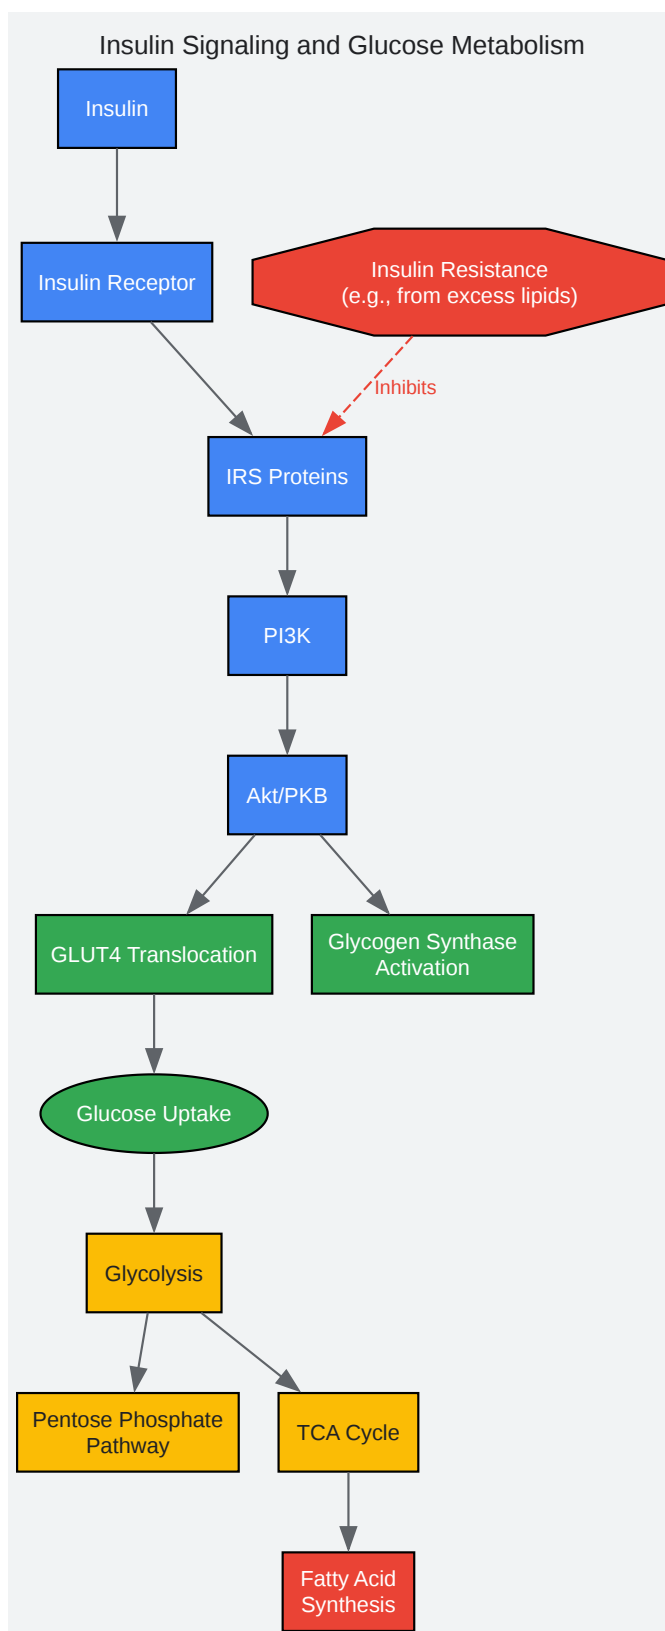 Insulin Signaling and Glucose Metabolism
Insulin
Insulin Receptor
Insulin Resistance
(e.g., from excess lipids)
Inhibits
IRS Proteins
PI3K
Akt/PKB
GLUT4 Translocation
Glycogen Synthase
Activation
Glucose Uptake
Glycolysis
Pentose Phosphate
Pathway
TCA Cycle
Fatty Acid
Synthesis